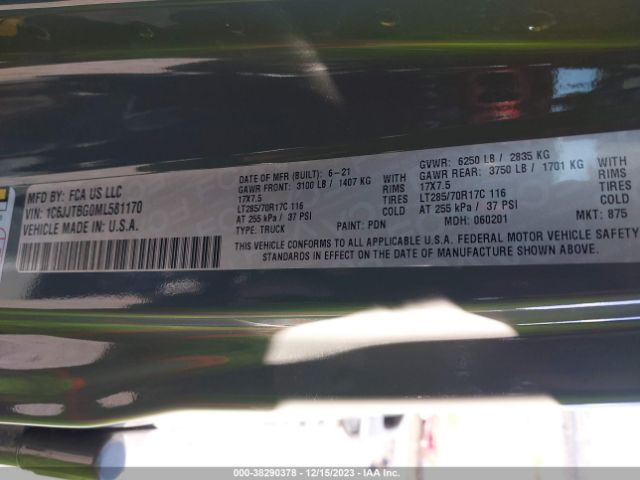 MFD BY: FCA US LLC
VIN: 1C6JJTBG0ML581170
VEHICLE MADE IN: U.S.A.
DATE OF MFR (BUILT): 6-21
GAWR FRONT: 3100 LB / 1407 KG WITH
17X7.5 RIMS
LT285/70R17C 116 TIRES
AT 255 kPa / 37 PSI COLD
TYPE: TRUCK PAINT: PDN
GVWR: 6250 LB / 2835 KG
GAWR REAR: 3750 LB / 1701 KG WITH
17X7.5 RIMS
LT285/70R17C 116 TIRES
AT 255 kPa / 37 PSI COLD
MDH: 060201 MKT: 875
THIS VEHICLE CONFORMS TO ALL APPLICABLE U.S.A. FEDERAL MOTOR VEHICLE SAFETY
STANDARDS IN EFFECT ON THE DATE OF MANUFACTURE SHOWN ABOVE.
000-38290378 - 12/15/2023 - IAAI